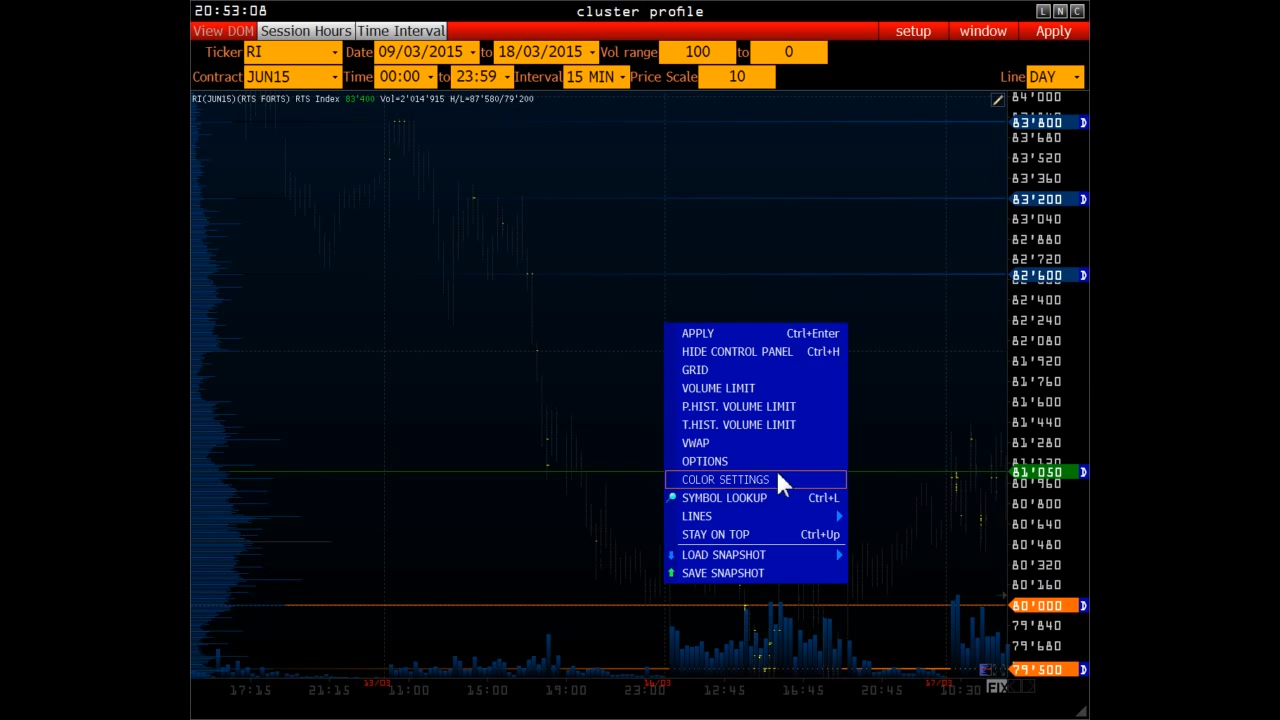 20:53:08 cluster profile L N C
View DOM Session Hours Time Interval setup window Apply
Ticker RI Date 09/03/2015 to 18/03/2015 Vol range 100 to 0
Contract JUN15 Time 00:00 to 23:59 Interval 15 MIN Price Scale 10 Line DAY
RI(JUN15)(RTS FORTS) RTS Index 83'400 Vol=2'014'915 H/L=87'580/79'200
84'000
83'800 D
83'680
83'520
83'360
83'200 D
83'040
82'880
82'720
82'600 D
82'400
82'240
82'080
81'920
81'760
81'600
81'440
81'280
81'120
81'050 D
80'960
80'800
80'640
80'480
80'320
80'160
80'000 D
79'840
79'680
79'500 D
APPLY Ctrl+Enter
HIDE CONTROL PANEL Ctrl+H
GRID
VOLUME LIMIT
P.HIST. VOLUME LIMIT
T.HIST. VOLUME LIMIT
VWAP
OPTIONS
COLOR SETTINGS
SYMBOL LOOKUP Ctrl+L
LINES
STAY ON TOP Ctrl+Up
LOAD SNAPSHOT
SAVE SNAPSHOT
13/03 16/03 17/03
17:15 21:15 11:00 15:00 19:00 23:00 12:45 16:45 20:45 10:30 FIX